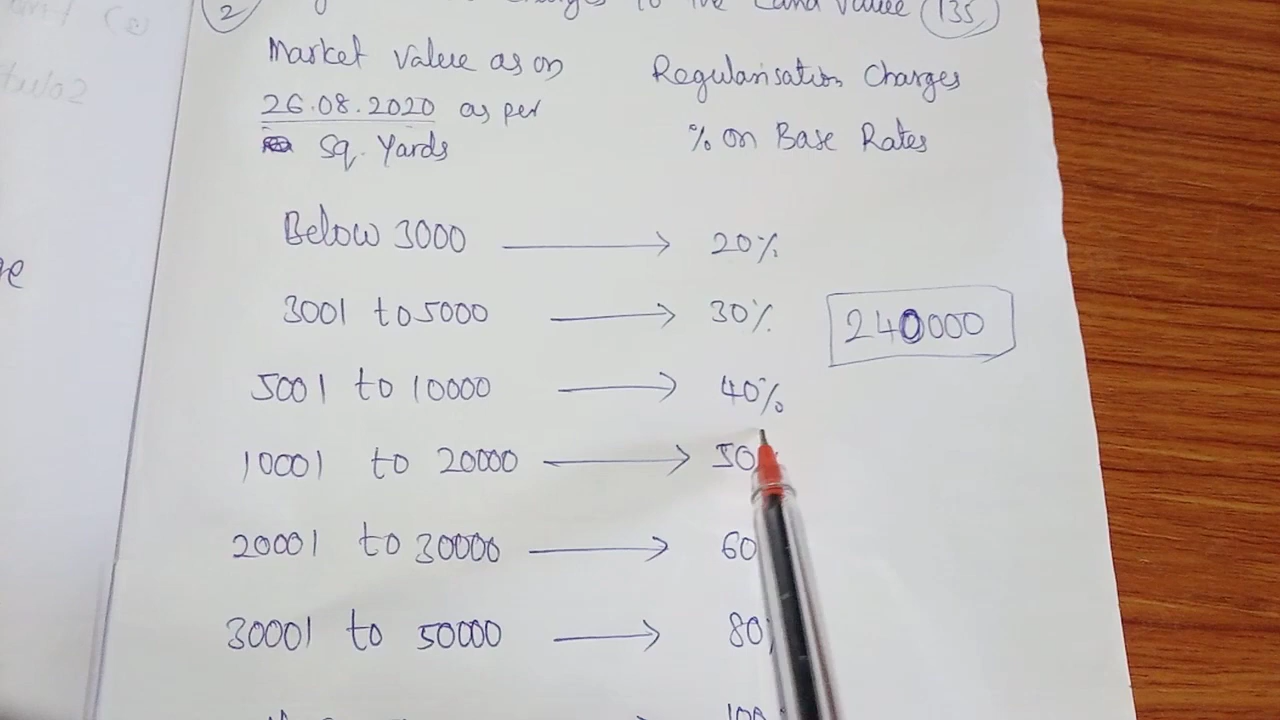 2 Charges to the Land Value 135
Market Value as on
26.08.2020 as per
Sq. Yards
Regularisation Charges
% on Base Rates
Below 3000 → 20%
3001 to 5000 → 30%
240000
5001 to 10000 → 40%
10001 to 20000 → 50%
20001 to 30000 → 60
30001 to 50000 → 80%
100